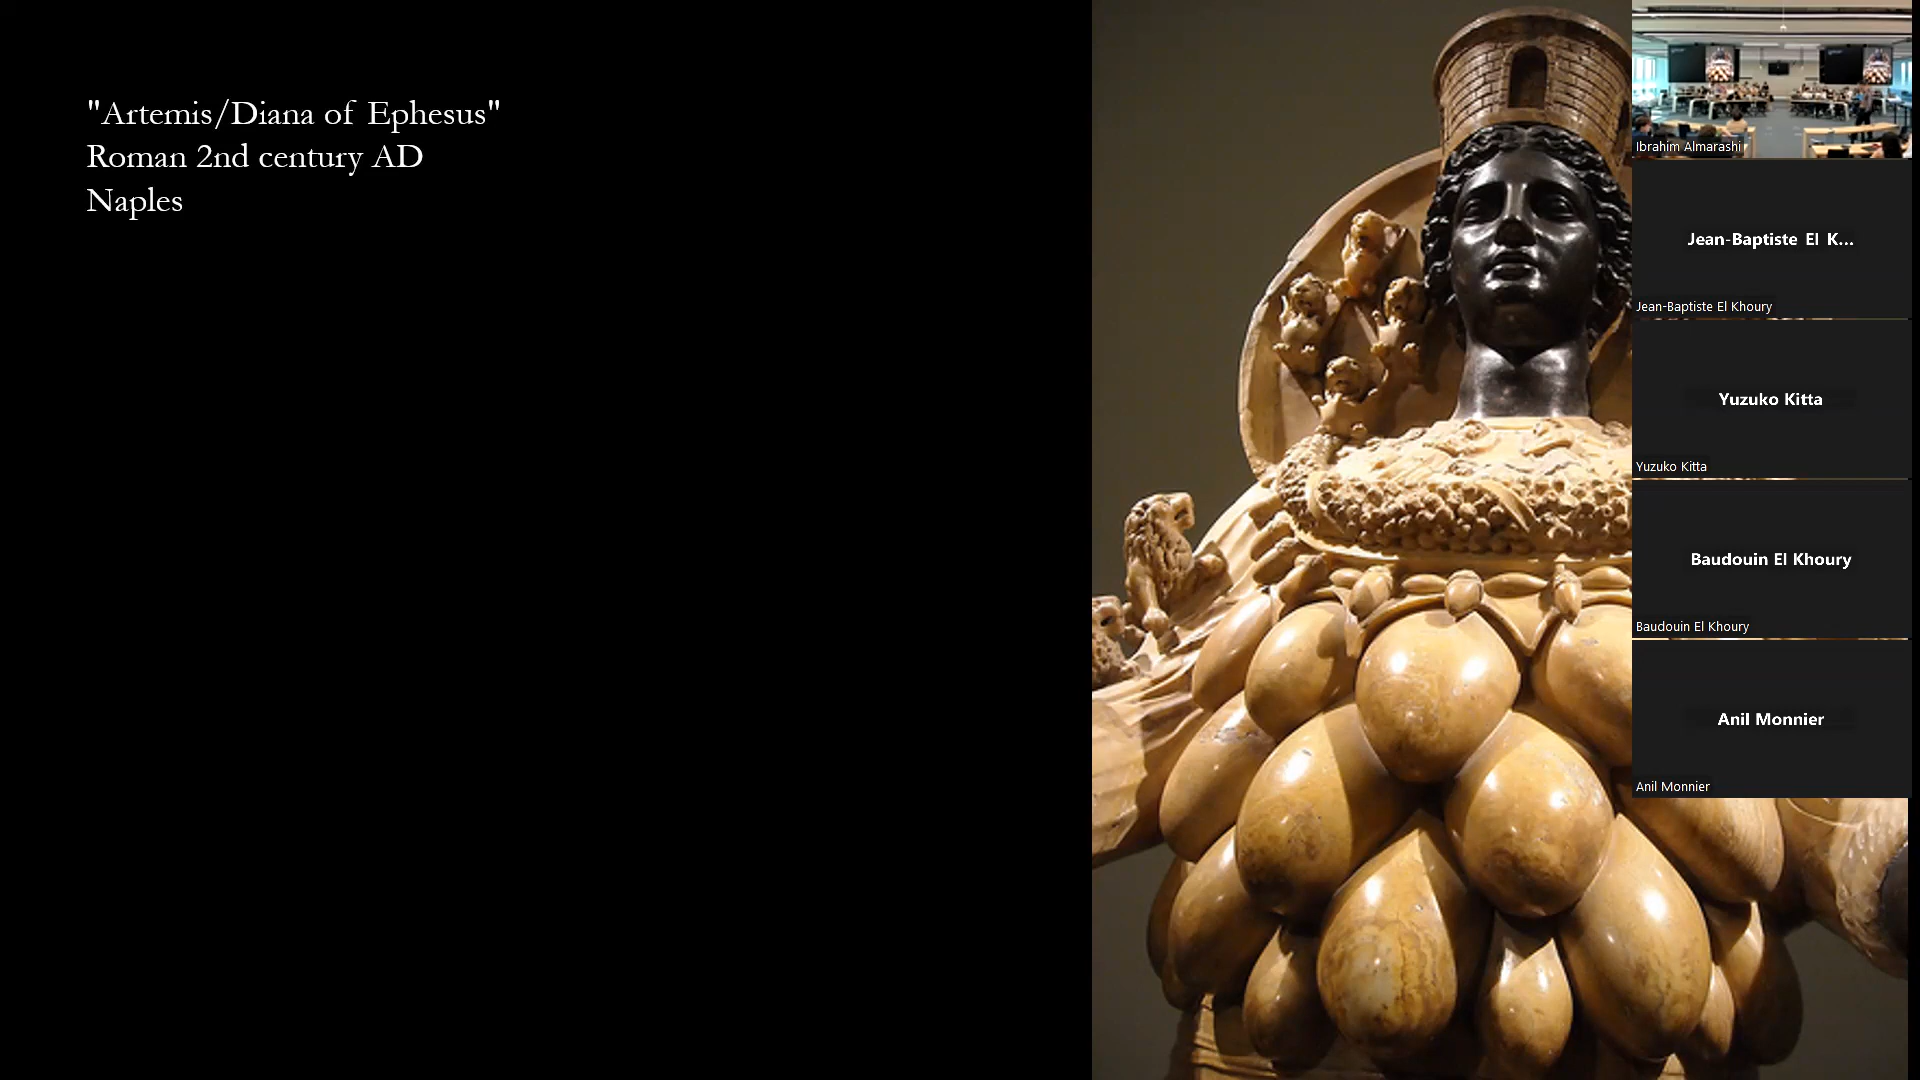 "Artemis/Diana of Ephesus"
Roman 2nd century AD
Naples
Ibrahim Almarashi
Jean-Baptiste El K...
Jean-Baptiste El Khoury
Yuzuko Kitta
Yuzuko Kitta
Baudouin El Khoury
Baudouin El Khoury
Anil Monnier
Anil Monnier